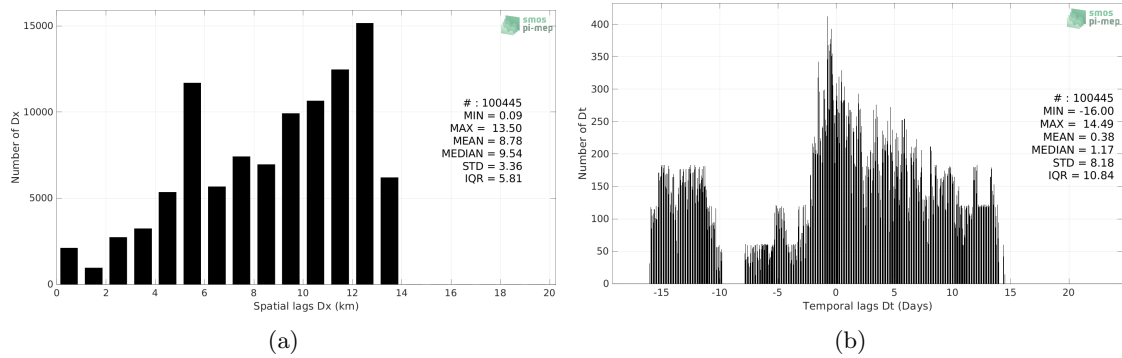 15000
10000
5000
0
Number of Dx
0 2 4 6 8 10 12 14 16 18 20
Spatial lags Dx (km)
smos
pi-mep
# : 100445
MIN = 0.09
MAX = 13.50
MEAN = 8.78
MEDIAN = 9.54
STD = 3.36
IQR = 5.81
(a)
400
350
300
250
200
150
100
50
0
Number of Dt
-15 -10 -5 0 5 10 15 20
Temporal lags Dt (Days)
smos
pi-mep
# : 100445
MIN = -16.00
MAX = 14.49
MEAN = 0.38
MEDIAN = 1.17
STD = 8.18
IQR = 10.84
(b)